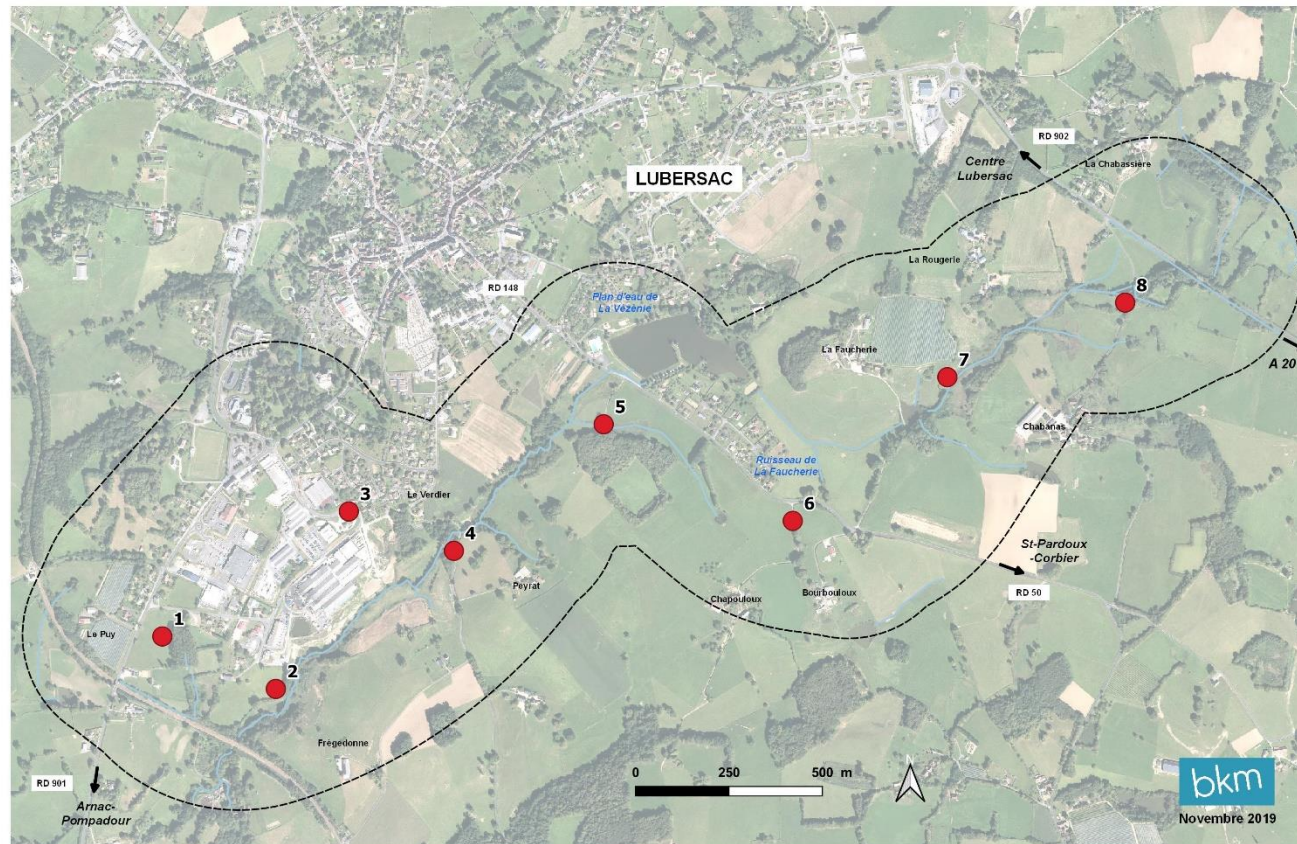 RD 902
La Chabassière
Centre
Lubersac
LUBERSAC
La Rougerie
RD 148
Plan d'eau de
La Vézénie
8
La Faucherie
7
A 20
5
Chabanas
Ruisseau de
La Faucherie
3
Le Verdier
6
4
St-Pardoux
-Corbier
Peyrat
RD 50
Chapouloux
Bourbouloux
Le Puy
1
2
Fregedonne
0 250 500 m
RD 901
Arnac-
Pompadour
bkm
Novembre 2019